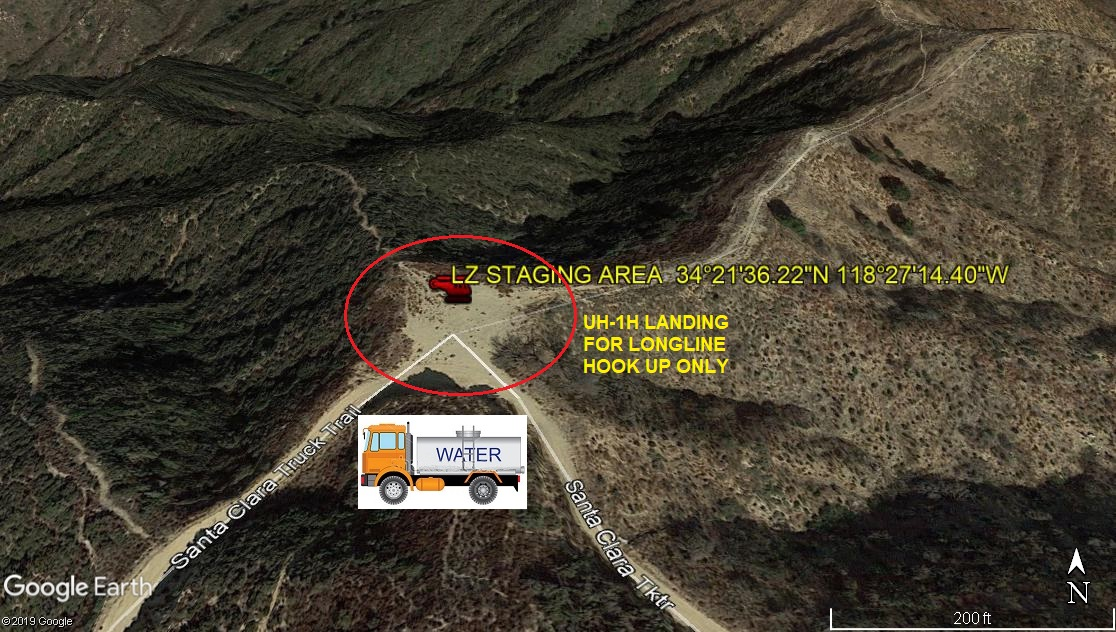 LZ STAGING AREA 34°21'36.22"N 118°27'14.40"W
UH-1H LANDING
FOR LONGLINE
HOOK UP ONLY
WATER
Santa Clara Truck Trail
Santa Clara Tktr
Google Earth
©2019 Google
N
200 ft